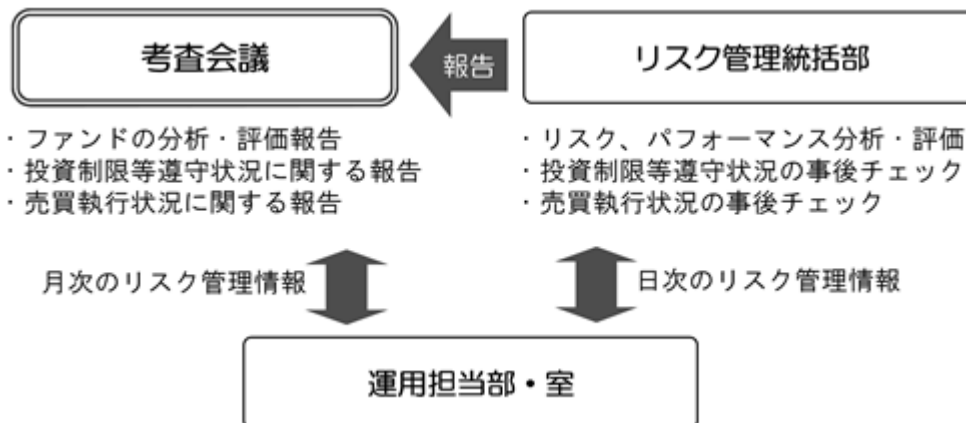 考査会議
報告
リスク管理統括部
・ファンドの分析・評価報告
・投資制限等遵守状況に関する報告
・売買執行状況に関する報告
・リスク、パフォーマンス分析・評価
・投資制限等遵守状況の事後チェック
・売買執行状況の事後チェック
月次のリスク管理情報
日次のリスク管理情報
運用担当部・室